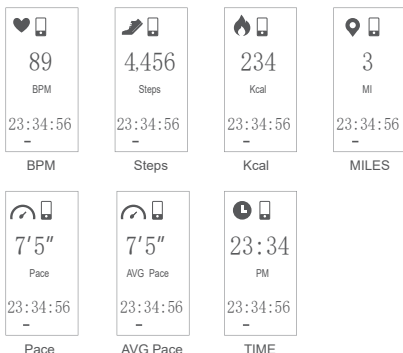 89
BPM
23:34:56
BPM
4,456
Steps
23:34:56
Steps
234
Kcal
23:34:56
Kcal
3
MI
23:34:56
MILES
7'5"
Pace
23:34:56
Pace
7'5"
AVG Pace
23:34:56
AVG Pace
23:34
PM
23:34:56
TIME